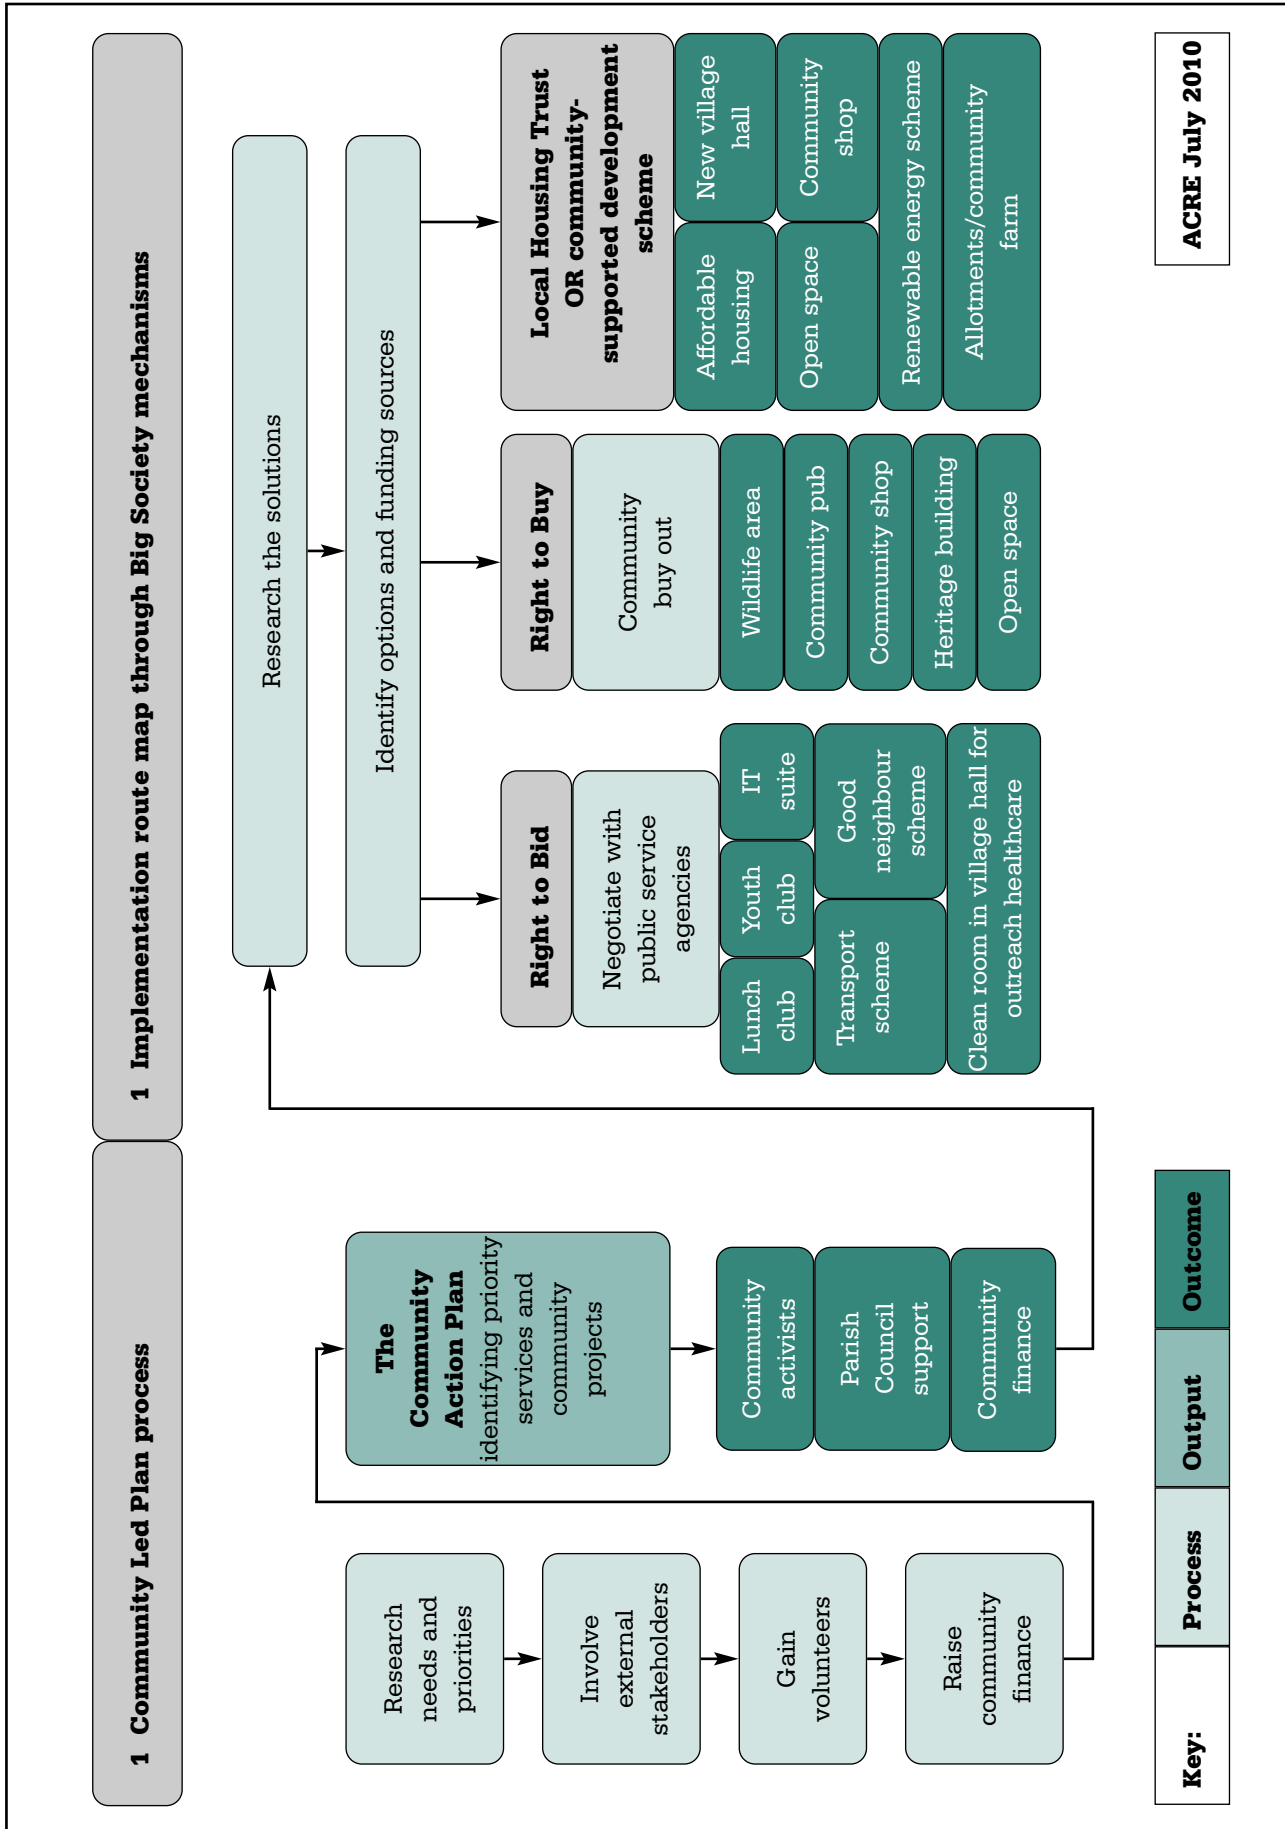 1 Community Led Plan process
1 Implementation route map through Big Society mechanisms
Research
needs and
priorities
Involve
external
stakeholders
Gain
volunteers
Raise
community
finance
The
Community
Action Plan
identifying priority
services and
community
projects
Community
activists
Parish
Council
support
Community
finance
Research the solutions
Identify options and funding sources
Right to Bid
Negotiate with
public service
agencies
Lunch
club
Youth
club
IT
suite
Transport
scheme
Good
neighbour
scheme
Clean room in village hall for
outreach healthcare
Right to Buy
Community
buy out
Wildlife area
Community pub
Community shop
Heritage building
Open space
Local Housing Trust
OR community-
supported development
scheme
Affordable
housing
New village
hall
Open space
Community
shop
Renewable energy scheme
Allotments/community
farm
Key:
Process
Output
Outcome
ACRE July 2010